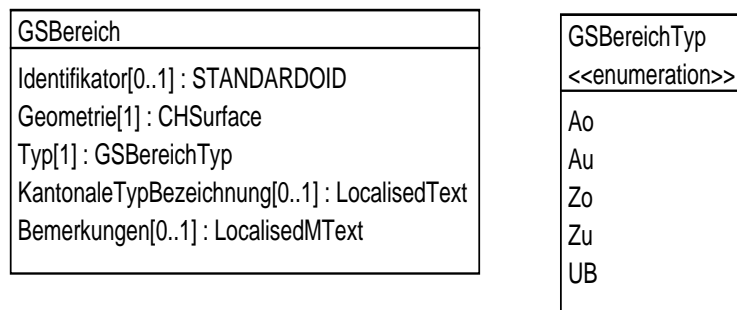 GSBereich
Identifikator[0..1] : STANDARDOID
Geometrie[1] : CHSurface
Typ[1] : GSBereichTyp
KantonaleTypBezeichnung[0..1] : LocalisedText
Bemerkungen[0..1] : LocalisedMText
GSBereichTyp
<<enumeration>>
Ao
Au
Zo
Zu
UB